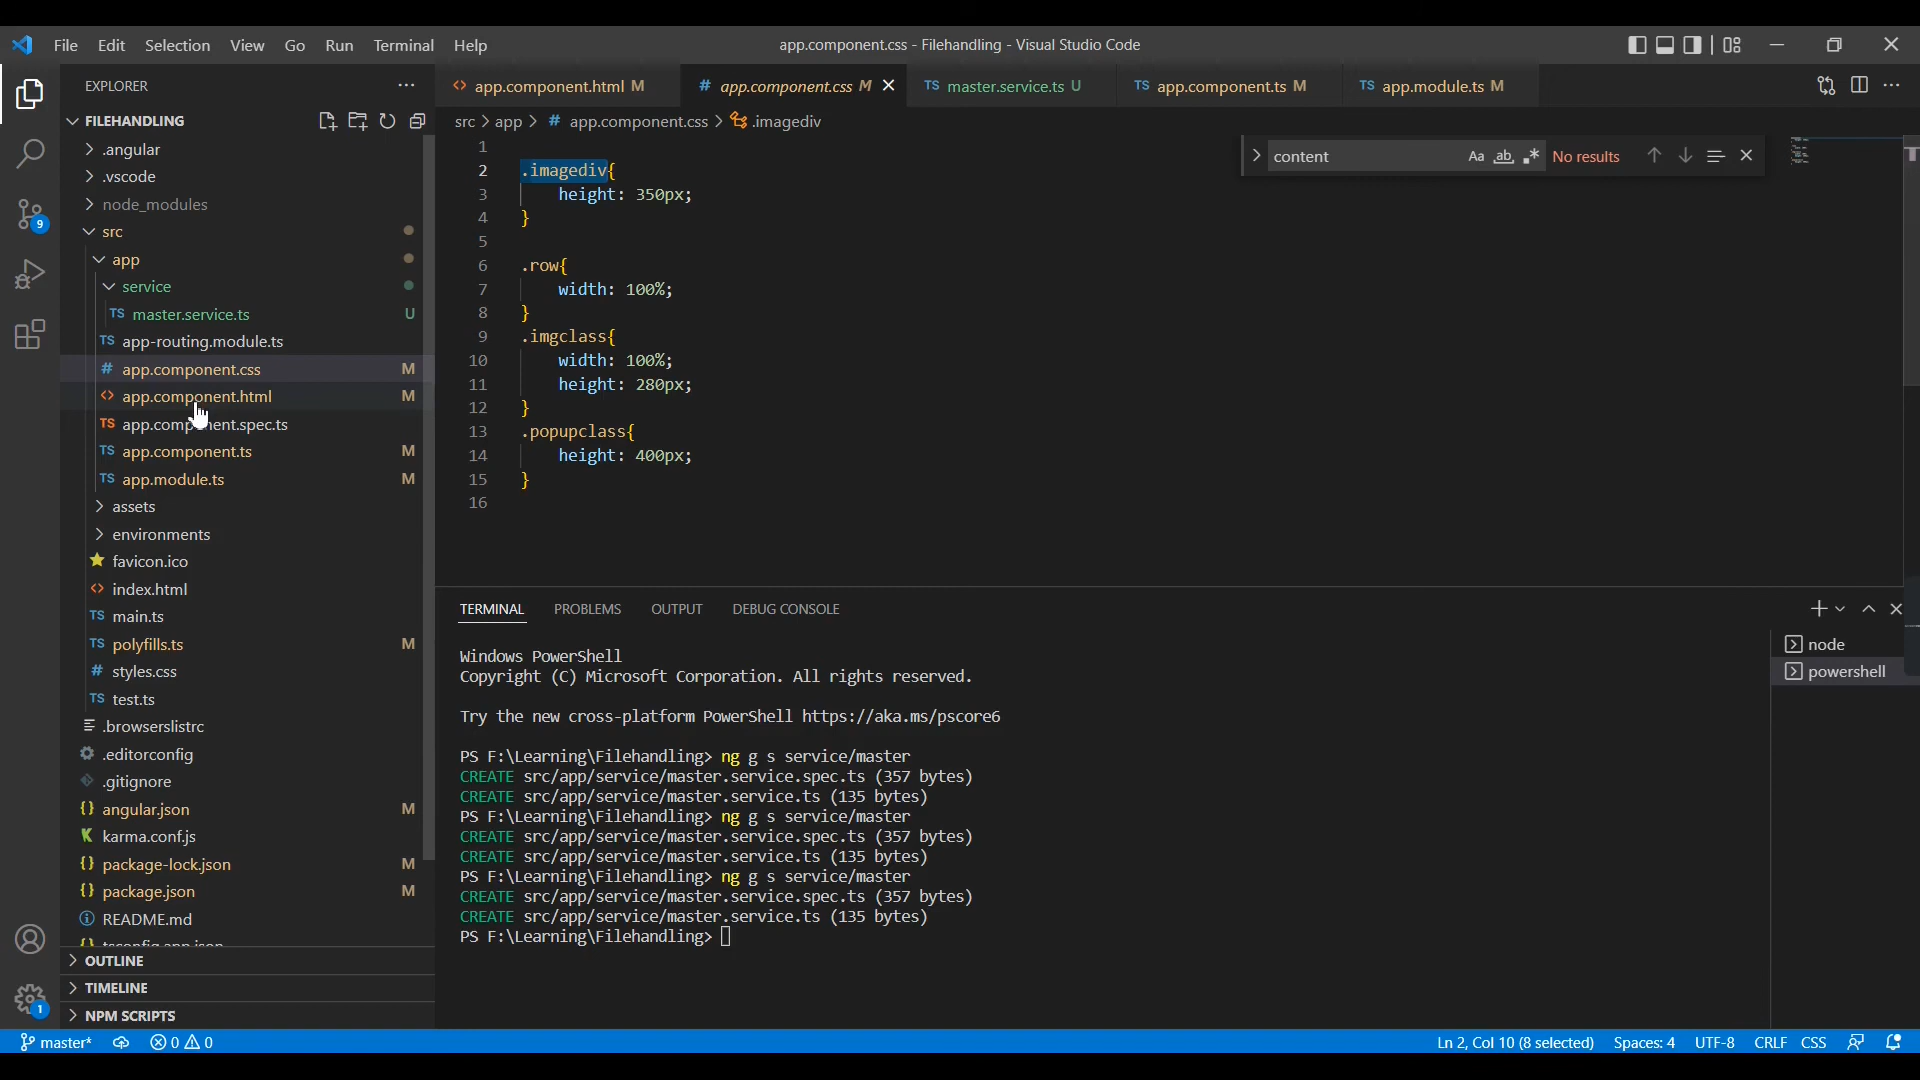 File Edit Selection View Go Run Terminal Help
app.component.css - Filehandling - Visual Studio Code
EXPLORER
FILEHANDLING
.angular
.vscode
node_modules
src
app
service
TS master.service.ts U
TS app-routing.module.ts
# app.component.css M
<> app.component.html M
TS app.component.spec.ts
TS app.component.ts M
TS app.module.ts M
assets
environments
favicon.ico
<> index.html
TS main.ts
TS polyfills.ts M
# styles.css
TS test.ts
.browserslistrc
.editorconfig
.gitignore
{} angular.json M
K karma.conf.js
{} package-lock.json M
{} package.json M
README.md
{} tsconfig.app.json
OUTLINE
TIMELINE
NPM SCRIPTS
9
1
<> app.component.html M
# app.component.css M
TS master.service.ts U
TS app.component.ts M
TS app.module.ts M
src > app > # app.component.css > .imagediv
content Aa ab .* No results
1
2 .imagediv{
3 height: 350px;
4 }
5
6 .row{
7 width: 100%;
8 }
9 .imgclass{
10 width: 100%;
11 height: 280px;
12 }
13 .popupclass{
14 height: 400px;
15 }
16
TERMINAL PROBLEMS OUTPUT DEBUG CONSOLE
node
powershell
Windows PowerShell
Copyright (C) Microsoft Corporation. All rights reserved.
Try the new cross-platform PowerShell https://aka.ms/pscore6
PS F:\Learning\Filehandling> ng g s service/master
CREATE src/app/service/master.service.spec.ts (357 bytes)
CREATE src/app/service/master.service.ts (135 bytes)
PS F:\Learning\Filehandling> ng g s service/master
CREATE src/app/service/master.service.spec.ts (357 bytes)
CREATE src/app/service/master.service.ts (135 bytes)
PS F:\Learning\Filehandling> ng g s service/master
CREATE src/app/service/master.service.spec.ts (357 bytes)
CREATE src/app/service/master.service.ts (135 bytes)
PS F:\Learning\Filehandling>
master* 0 0
Ln 2, Col 10 (8 selected) Spaces: 4 UTF-8 CRLF CSS